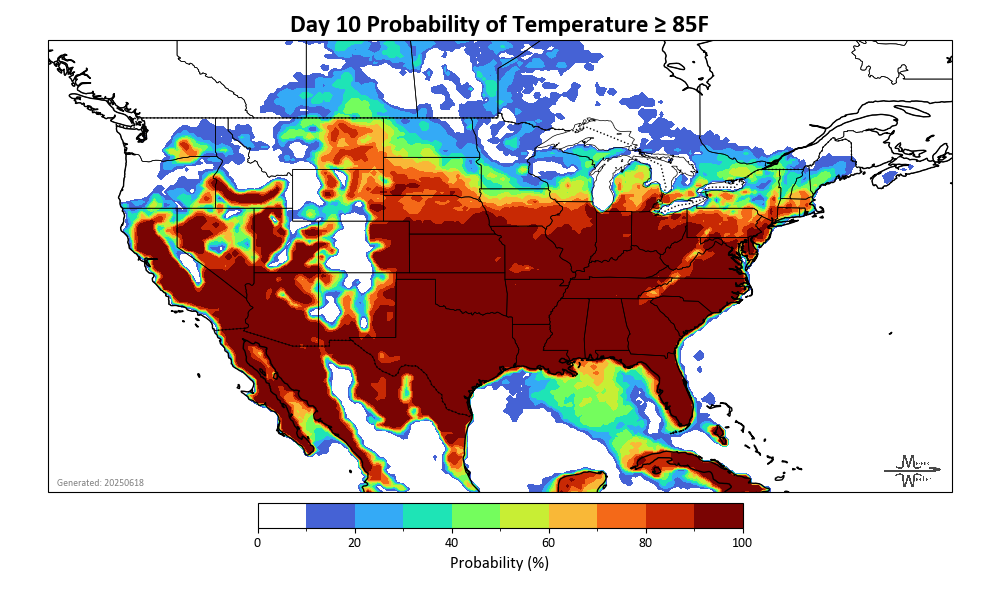 Day 10 Probability of Temperature ≥ 85F
Generated: 20250618
0 20 40 60 80 100
Probability (%)